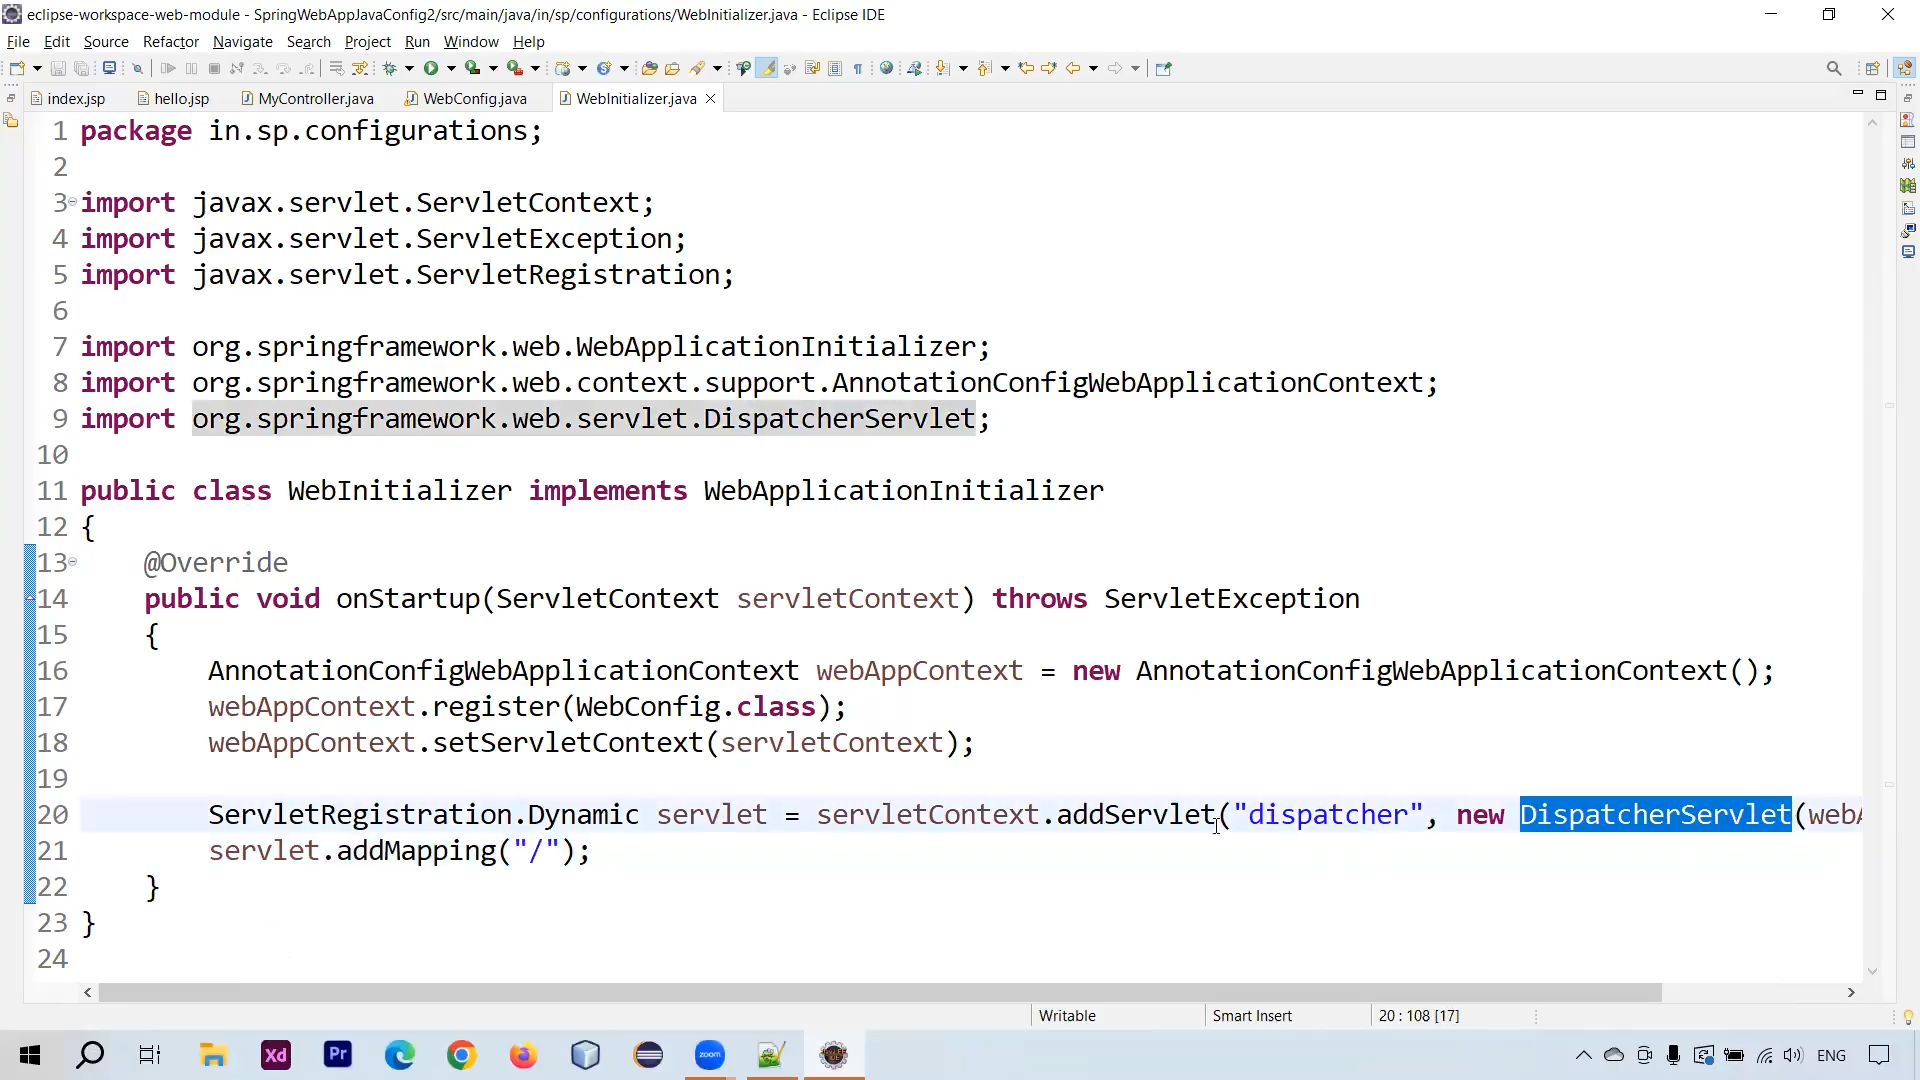 eclipse-workspace-web-module - SpringWebAppJavaConfig2/src/main/java/in/sp/configurations/WebInitializer.java - Eclipse IDE
File Edit Source Refactor Navigate Search Project Run Window Help
index.jsp hello.jsp MyController.java WebConfig.java WebInitializer.java
1 package in.sp.configurations;
2
3 import javax.servlet.ServletContext;
4 import javax.servlet.ServletException;
5 import javax.servlet.ServletRegistration;
6
7 import org.springframework.web.WebApplicationInitializer;
8 import org.springframework.web.context.support.AnnotationConfigWebApplicationContext;
9 import org.springframework.web.servlet.DispatcherServlet;
10
11 public class WebInitializer implements WebApplicationInitializer
12 {
13 @Override
14 public void onStartup(ServletContext servletContext) throws ServletException
15 {
16 AnnotationConfigWebApplicationContext webAppContext = new AnnotationConfigWebApplicationContext();
17 webAppContext.register(WebConfig.class);
18 webAppContext.setServletContext(servletContext);
19
20 ServletRegistration.Dynamic servlet = servletContext.addServlet("dispatcher", new DispatcherServlet(webA
21 servlet.addMapping("/");
22 }
23 }
24
Writable Smart Insert 20 : 108 [17]
Xd Pr zoom ENG